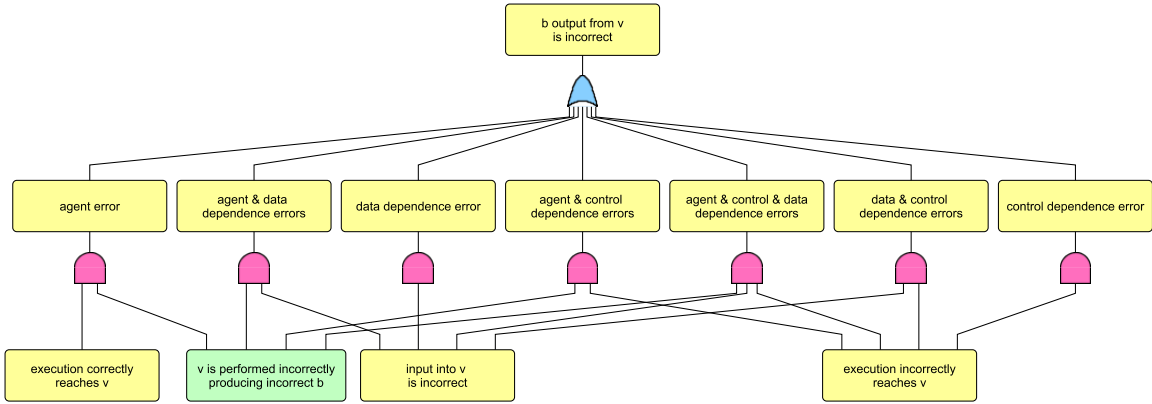 b output from v
is incorrect
agent error
agent & data
dependence errors
data dependence error
agent & control
dependence errors
agent & control & data
dependence errors
data & control
dependence errors
control dependence error
execution correctly
reaches v
v is performed incorrectly
producing incorrect b
input into v
is incorrect
execution incorrectly
reaches v